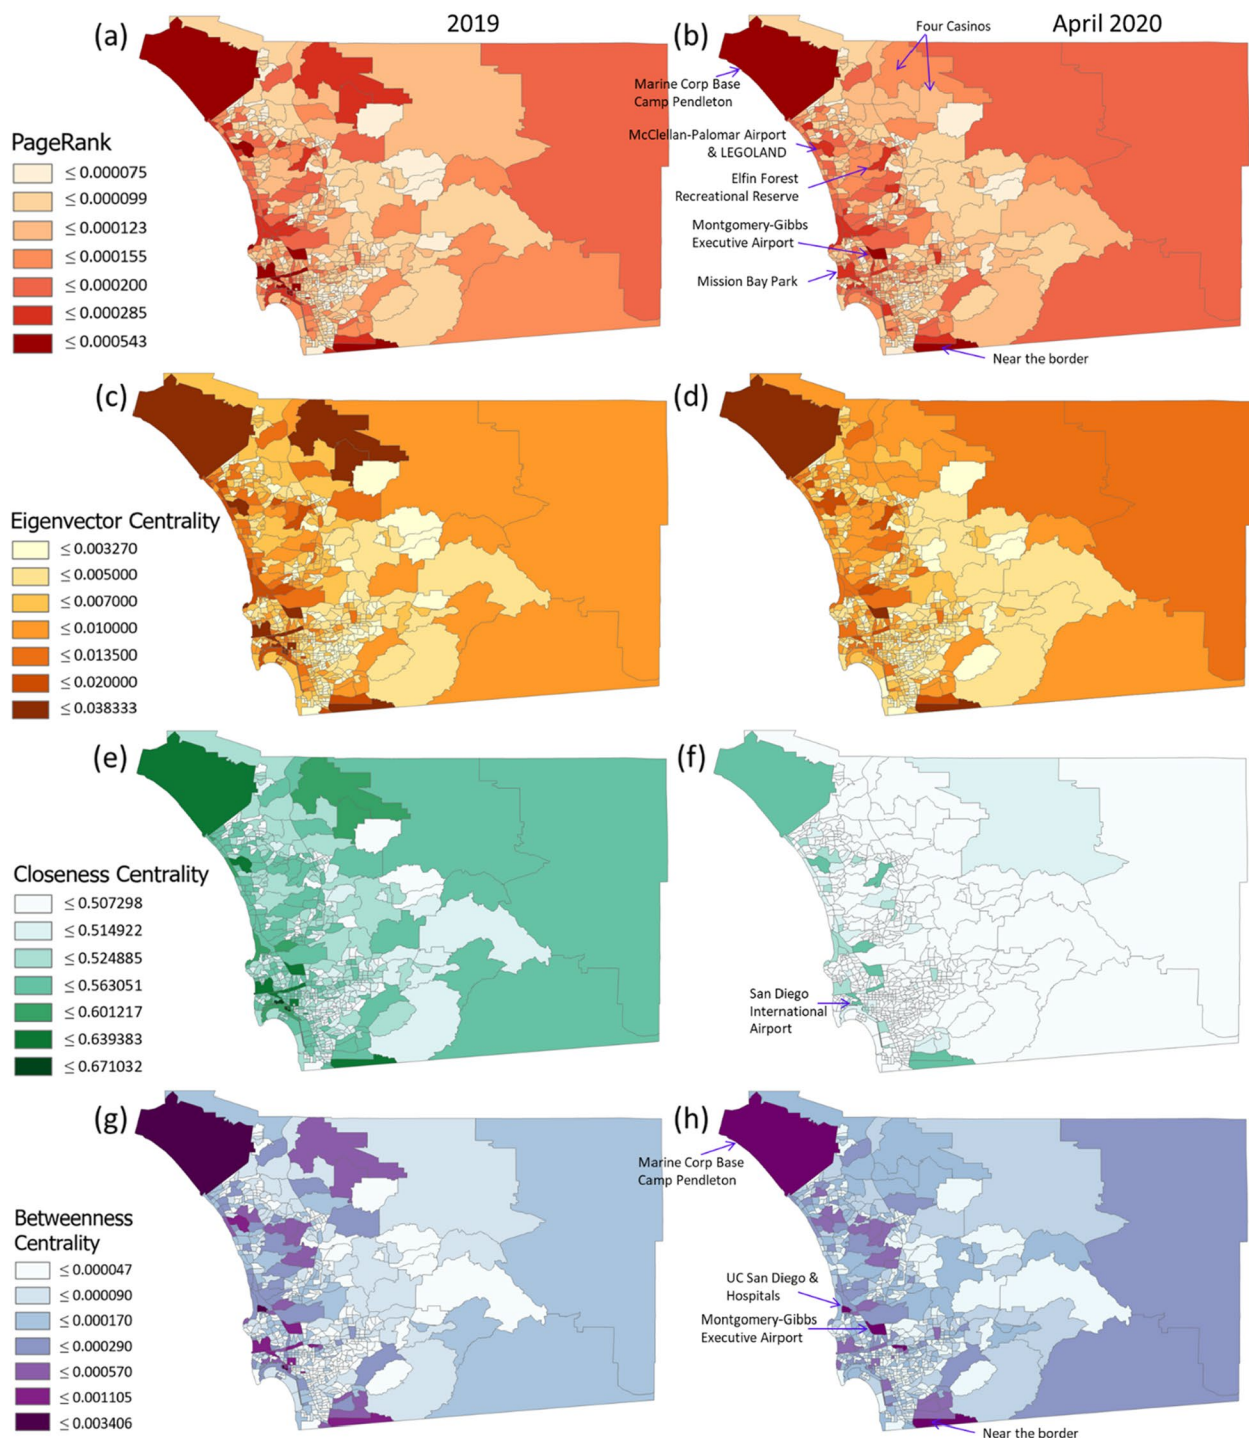 (a)
2019
(b)
April 2020
Four Casinos
Marine Corp Base
Camp Pendleton
McClellan-Palomar Airport
& LEGOLAND
Elfin Forest
Recreational Reserve
Montgomery-Gibbs
Executive Airport
Mission Bay Park
Near the border
PageRank
≤ 0.000075
≤ 0.000099
≤ 0.000123
≤ 0.000155
≤ 0.000200
≤ 0.000285
≤ 0.000543
(c)
(d)
Eigenvector Centrality
≤ 0.003270
≤ 0.005000
≤ 0.007000
≤ 0.010000
≤ 0.013500
≤ 0.020000
≤ 0.038333
(e)
(f)
Closeness Centrality
≤ 0.507298
≤ 0.514922
≤ 0.524885
≤ 0.563051
≤ 0.601217
≤ 0.639383
≤ 0.671032
San Diego
International
Airport
(g)
(h)
Marine Corp Base
Camp Pendleton
Betweenness
Centrality
≤ 0.000047
≤ 0.000090
≤ 0.000170
≤ 0.000290
≤ 0.000570
≤ 0.001105
≤ 0.003406
UC San Diego &
Hospitals
Montgomery-Gibbs
Executive Airport
Near the border